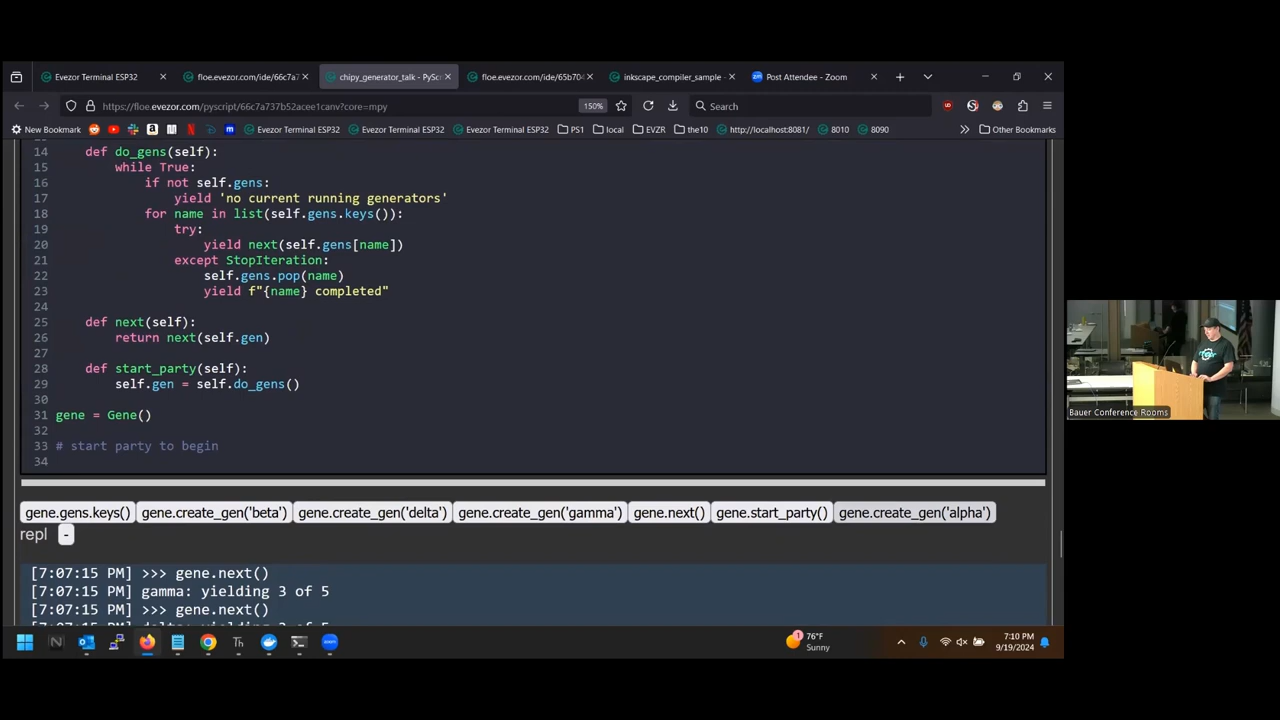 Evezor Terminal ESP32
floe.evezor.com/ide/66c7a7
chipy_generator_talk - PyScr
floe.evezor.com/ide/65b704
inkscape_compiler_sample -
Post Attendee - Zoom
https://floe.evezor.com/pyscript/66c7a737b52acee1canv?core=mpy
150%
Search
New Bookmark
Evezor Terminal ESP32
Evezor Terminal ESP32
Evezor Terminal ESP32
PS1
local
EVZR
the10
http://localhost:8081/
8010
8090
Other Bookmarks
14 def do_gens(self):
15 while True:
16 if not self.gens:
17 yield 'no current running generators'
18 for name in list(self.gens.keys()):
19 try:
20 yield next(self.gens[name])
21 except StopIteration:
22 self.gens.pop(name)
23 yield f"{name} completed"
24
25 def next(self):
26 return next(self.gen)
27
28 def start_party(self):
29 self.gen = self.do_gens()
30
31 gene = Gene()
32
33 # start party to begin
34
gene.gens.keys()
gene.create_gen('beta')
gene.create_gen('delta')
gene.create_gen('gamma')
gene.next()
gene.start_party()
gene.create_gen('alpha')
repl -
[7:07:15 PM] >>> gene.next()
[7:07:15 PM] gamma: yielding 3 of 5
[7:07:15 PM] >>> gene.next()
Bauer Conference Rooms
76°F
Sunny
7:10 PM
9/19/2024